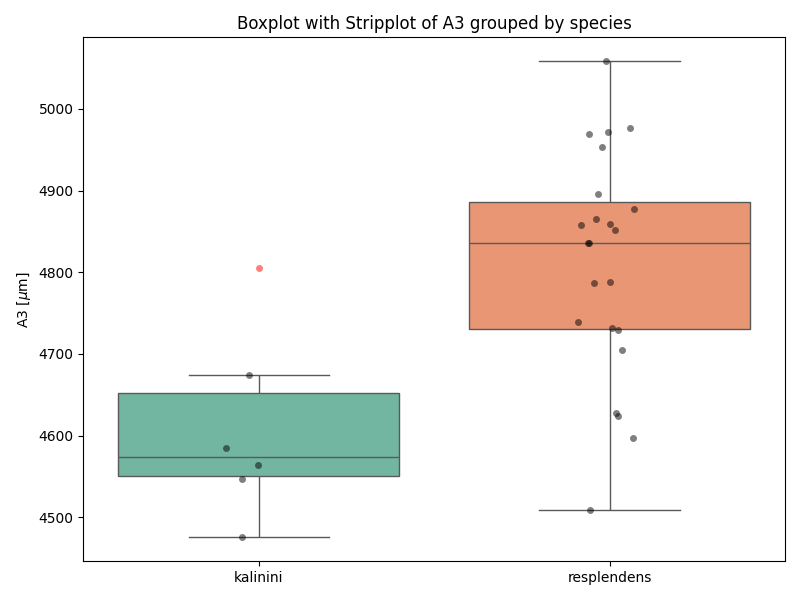 Boxplot with Stripplot of A3 grouped by species
A3 [μm]
5000
4900
4800
4700
4600
4500
kalinini
resplendens